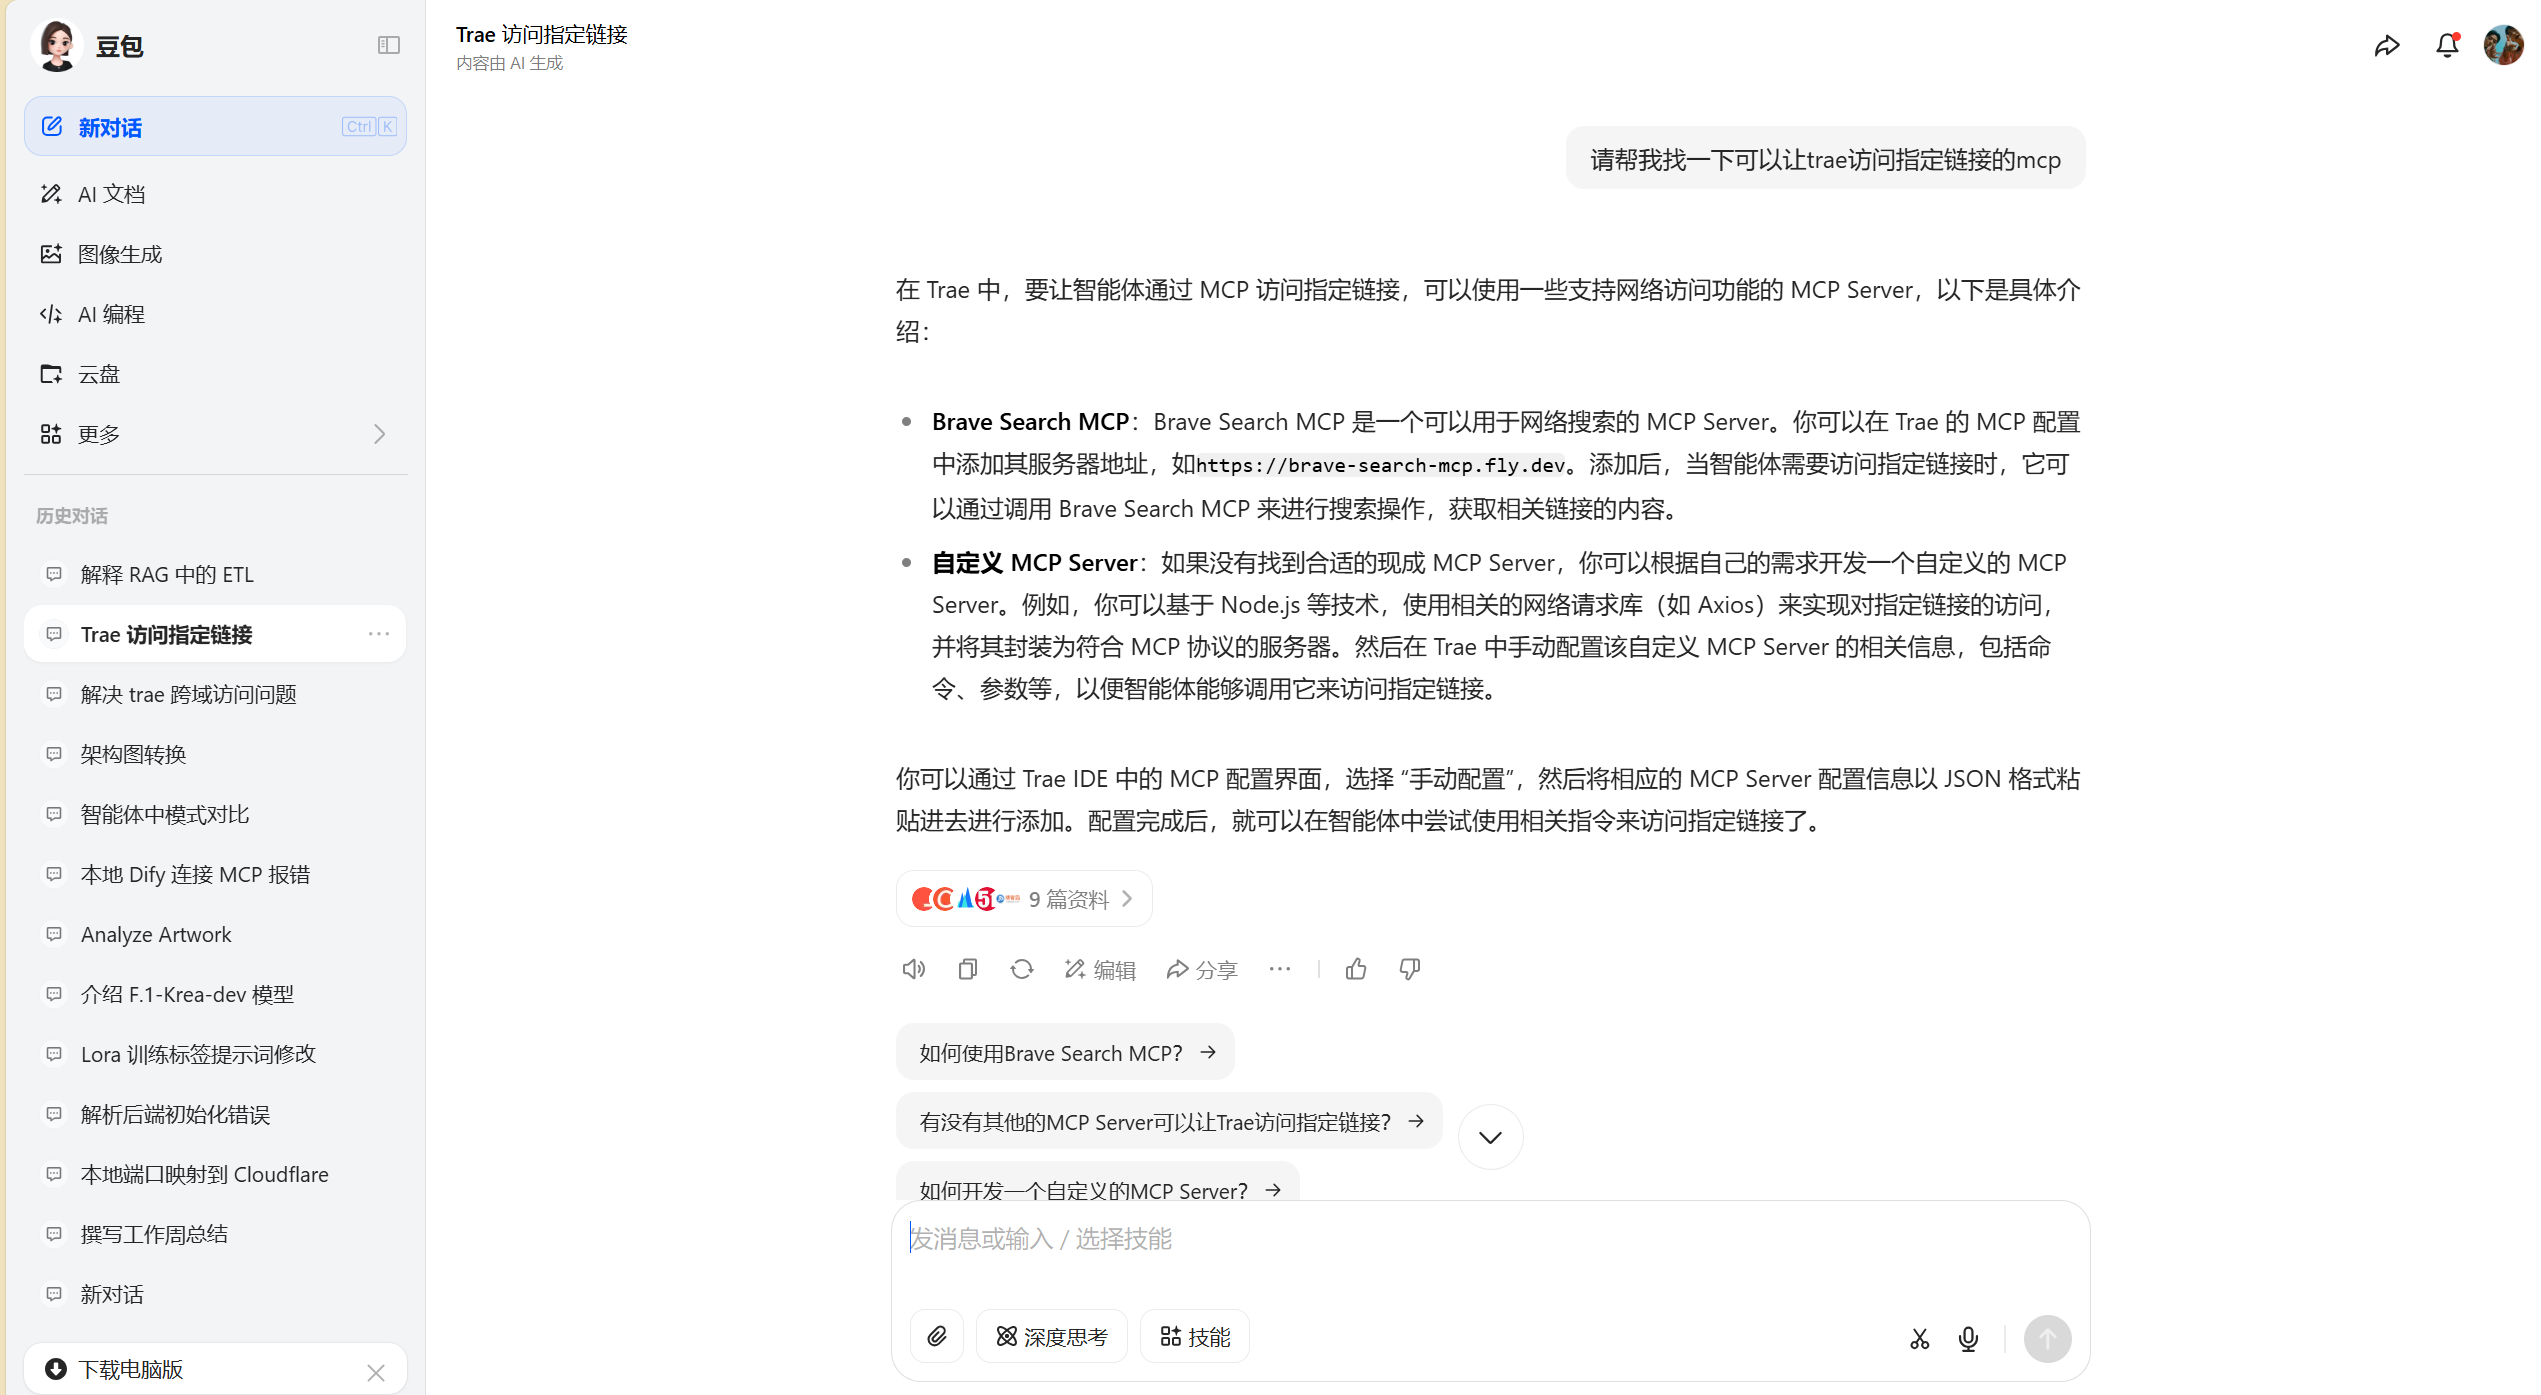 豆包
新对话 Ctrl K
AI 文档
图像生成
AI 编程
云盘
更多
历史对话
解释 RAG 中的 ETL
Trae 访问指定链接
解决 trae 跨域访问问题
架构图转换
智能体中模式对比
本地 Dify 连接 MCP 报错
Analyze Artwork
介绍 F.1-Krea-dev 模型
Lora 训练标签提示词修改
解析后端初始化错误
本地端口映射到 Cloudflare
撰写工作周总结
新对话
下载电脑版
Trae 访问指定链接
内容由 AI 生成
请帮我找一下可以让trae访问指定链接的mcp
在 Trae 中，要让智能体通过 MCP 访问指定链接，可以使用一些支持网络访问功能的 MCP Server，以下是具体介
绍：
Brave Search MCP：Brave Search MCP 是一个可以用于网络搜索的 MCP Server。你可以在 Trae 的 MCP 配置
中添加其服务器地址，如https://brave-search-mcp.fly.dev。添加后，当智能体需要访问指定链接时，它可
以通过调用 Brave Search MCP 来进行搜索操作，获取相关链接的内容。
自定义 MCP Server：如果没有找到合适的现成 MCP Server，你可以根据自己的需求开发一个自定义的 MCP
Server。例如，你可以基于 Node.js 等技术，使用相关的网络请求库（如 Axios）来实现对指定链接的访问，
并将其封装为符合 MCP 协议的服务器。然后在 Trae 中手动配置该自定义 MCP Server 的相关信息，包括命
令、参数等，以便智能体能够调用它来访问指定链接。
你可以通过 Trae IDE 中的 MCP 配置界面，选择 “手动配置”，然后将相应的 MCP Server 配置信息以 JSON 格式粘
贴进去进行添加。配置完成后，就可以在智能体中尝试使用相关指令来访问指定链接了。
9 篇资料
编辑 分享
如何使用Brave Search MCP？
有没有其他的MCP Server可以让Trae访问指定链接？
如何开发一个自定义的MCP Server？
发消息或输入 / 选择技能
深度思考 技能